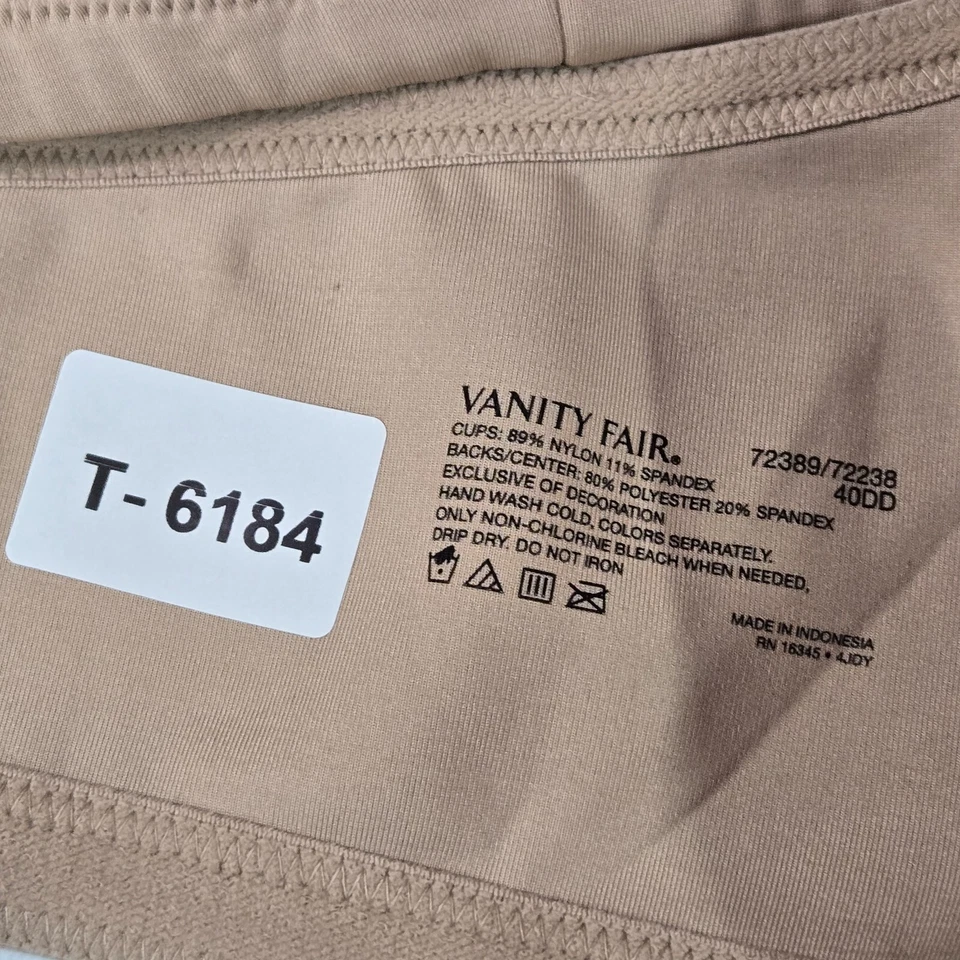 T- 6184
VANITY FAIR®
72389/72238
40DD
CUPS: 89% NYLON 11% SPANDEX
BACKS/CENTER: 80% POLYESTER 20% SPANDEX
EXCLUSIVE OF DECORATION
HAND WASH COLD, COLORS SEPARATELY.
ONLY NON-CHLORINE BLEACH WHEN NEEDED,
DRIP DRY. DO NOT IRON
MADE IN INDONESIA
RN 16345 • 4JDY